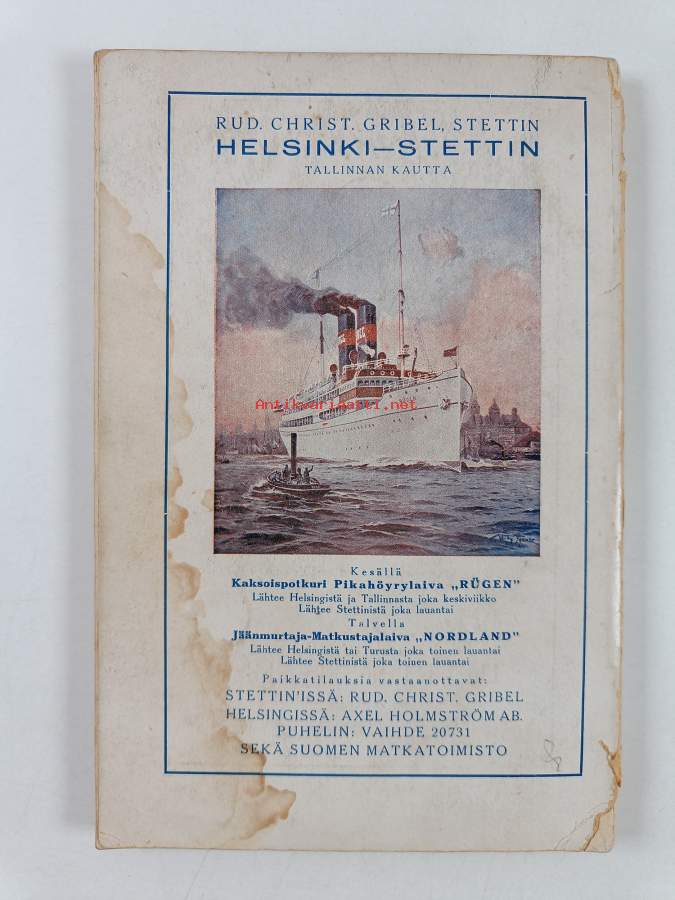 RUD. CHRIST. GRIBEL, STETTIN
HELSINKI—STETTIN
TALLINNAN KAUTTA
Antikvariaatti.net
Kesällä
Kaksoispotkuri Pikahöyrylaiva „RÜGEN"
Lähtee Helsingistä ja Tallinnasta joka keskiviikko
Lähtee Stettinistä joka lauantai
Talvella
Jäänmurtaja-Matkustajalaiva „NORDLAND"
Lähtee Helsingistä tai Turusta joka toinen lauantai
Lähtee Stettinistä joka toinen lauantai
Paikkatilauksia vastaanottavat:
STETTIN'ISSÄ: RUD. CHRIST. GRIBEL
HELSINGISSÄ: AXEL HOLMSTRÖM AB.
PUHELIN: VAIHDE 20731
SEKÄ SUOMEN MATKATOIMISTO